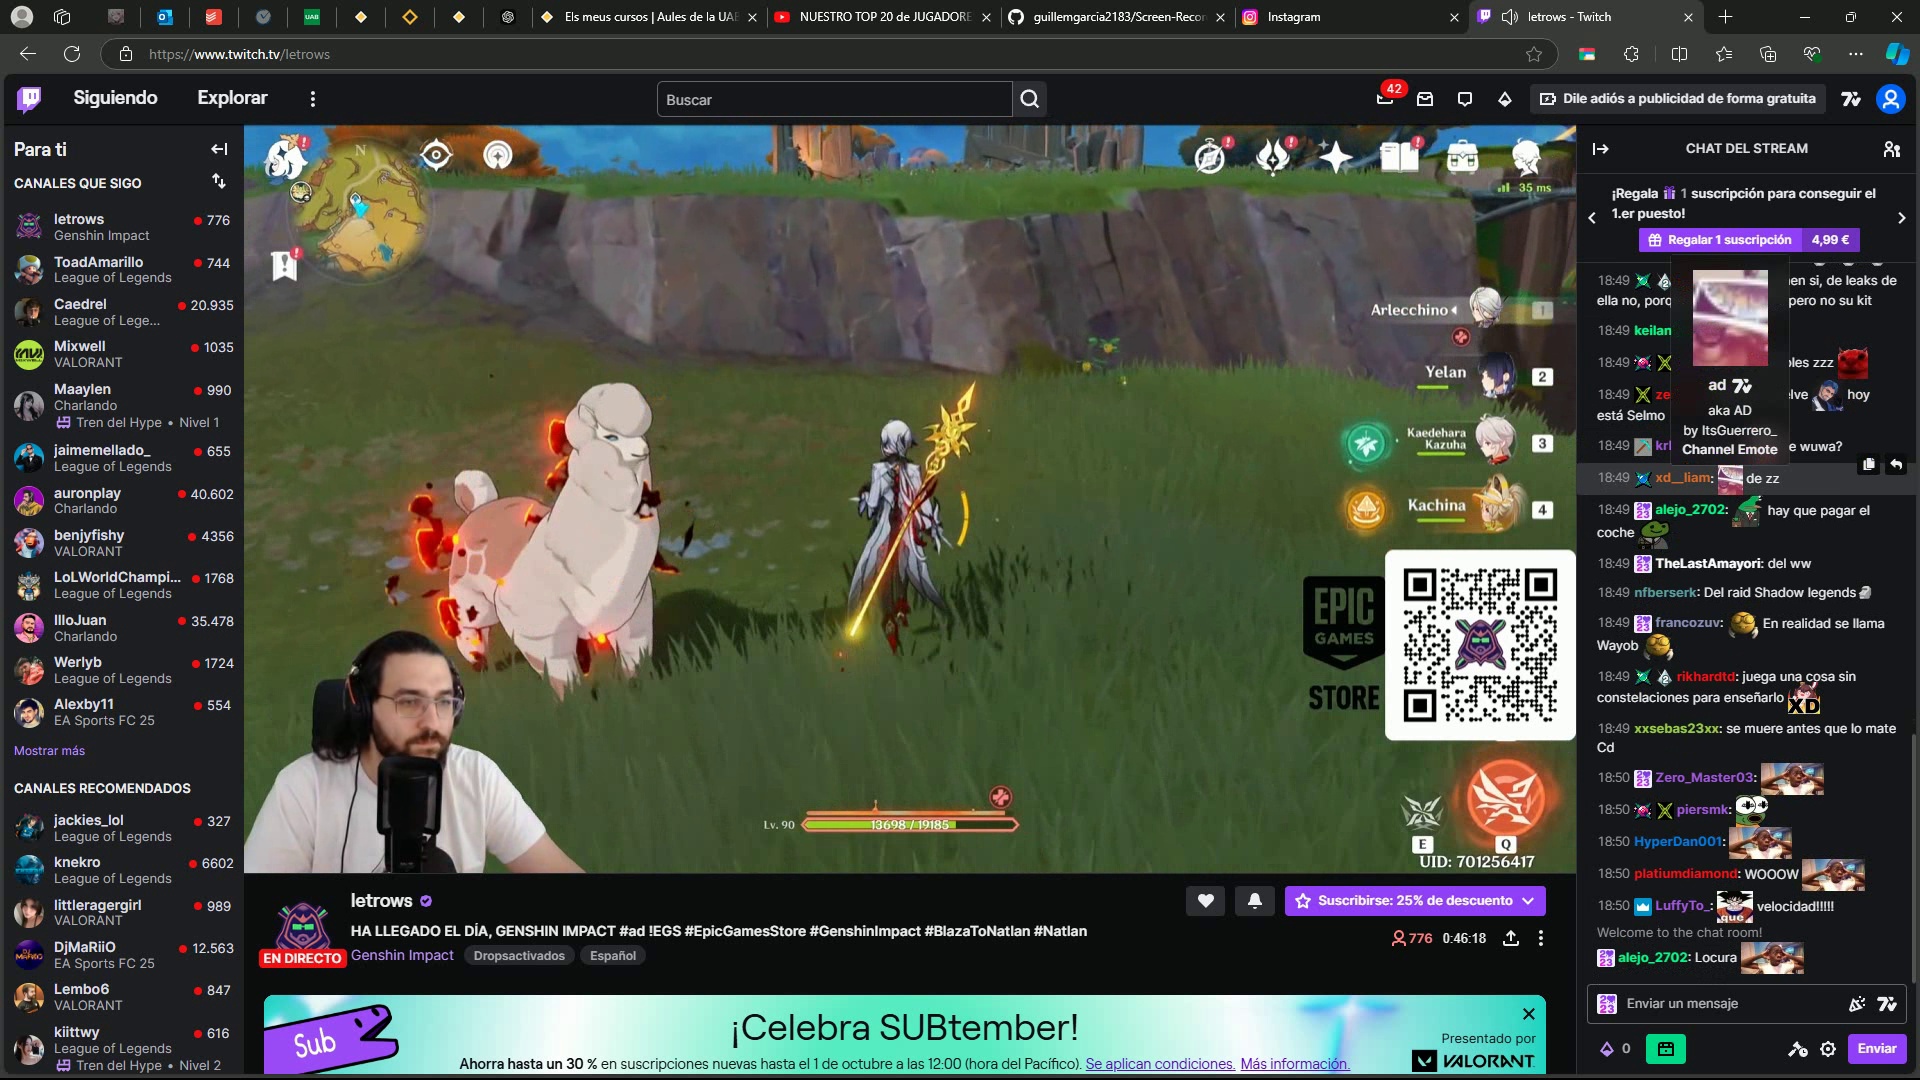 Els meus cursos | Aules de la UAB
NUESTRO TOP 20 de JUGADORE
guillemgarcia2183/Screen-Recor
Instagram
letrows - Twitch
https://www.twitch.tv/letrows
Siguiendo
Explorar
Buscar
42
Dile adiós a publicidad de forma gratuita
Para ti
CANALES QUE SIGO
letrows
776
Genshin Impact
ToadAmarillo
744
League of Legends
Caedrel
20.935
League of Lege...
Mixwell
1035
VALORANT
Maaylen
990
Charlando
Tren del Hype • Nivel 1
jaimemellado_
655
League of Legends
auronplay
40.602
Charlando
benjyfishy
4356
VALORANT
LoLWorldChampi...
1768
League of Legends
IlloJuan
35.478
Charlando
Werlyb
1724
League of Legends
Alexby11
554
EA Sports FC 25
Mostrar más
CANALES RECOMENDADOS
jackies_lol
327
League of Legends
knekro
6602
League of Legends
littleragergirl
989
VALORANT
DjMaRiiO
12.563
EA Sports FC 25
Lembo6
847
VALORANT
kiittwy
616
League of Legends
Tren del Hype • Nivel 2
N
35 ms
Arlecchino
1
Yelan
2
Kaedehara
Kazuha
3
Kachina
4
EPIC
GAMES
STORE
Lv. 90
13698 / 19185
E
Q
UID: 701256417
letrows
Suscribirse: 25% de descuento
HA LLEGADO EL DÍA, GENSHIN IMPACT #ad !EGS #EpicGamesStore #GenshinImpact #BlazaToNatlan #Natlan
776
0:46:18
EN DIRECTO
Genshin Impact
Dropsactivados
Español
Sub
¡Celebra SUBtember!
Ahorra hasta un 30 % en suscripciones nuevas hasta el 1 de octubre a las 12:00 (hora del Pacífico). Se aplican condiciones. Más información.
Presentado por
VALORANT
CHAT DEL STREAM
¡Regala 1 suscripción para conseguir el
1.er puesto!
Regalar 1 suscripción
4,99 €
18:49
en si, de leaks de
ella no, porq
pero no su kit
18:49 keilan
18:49
les zzz
18:49 ze
lve
hoy
está Selmo
18:49 krl
e wuwa?
ad
aka AD
by ItsGuerrero_
Channel Emote
18:49 xd__liam: de zz
18:49 alejo_2702: hay que pagar el
coche
18:49 TheLastAmayori: del ww
18:49 nfberserk: Del raid Shadow legends
18:49 francozuv: En realidad se llama
Wayob
18:49 rikhardtd: juega una cosa sin
constelaciones para enseñarlo
XD
18:49 xxsebas23xx: se muere antes que lo mate
Cd
18:50 Zero_Master03:
18:50 piersmk:
18:50 HyperDan001:
18:50 platiumdiamond: WOOOW
18:50 LuffyTo_: que velocidad!!!!!
Welcome to the chat room!
alejo_2702: Locura
Enviar un mensaje
0
Enviar